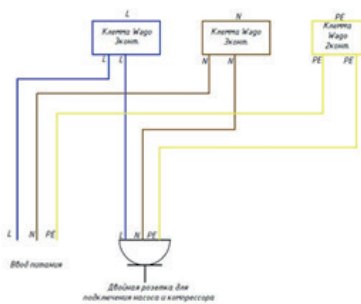 L
N
PE
Клемма Wago
3конт.
Клемма Wago
3конт.
Клемма
Wago
2конт.
L
L
N
N
PE
PE
L
N
PE
L
N
PE
Ввод питания
Двойная розетка для
подключения насоса и компрессора